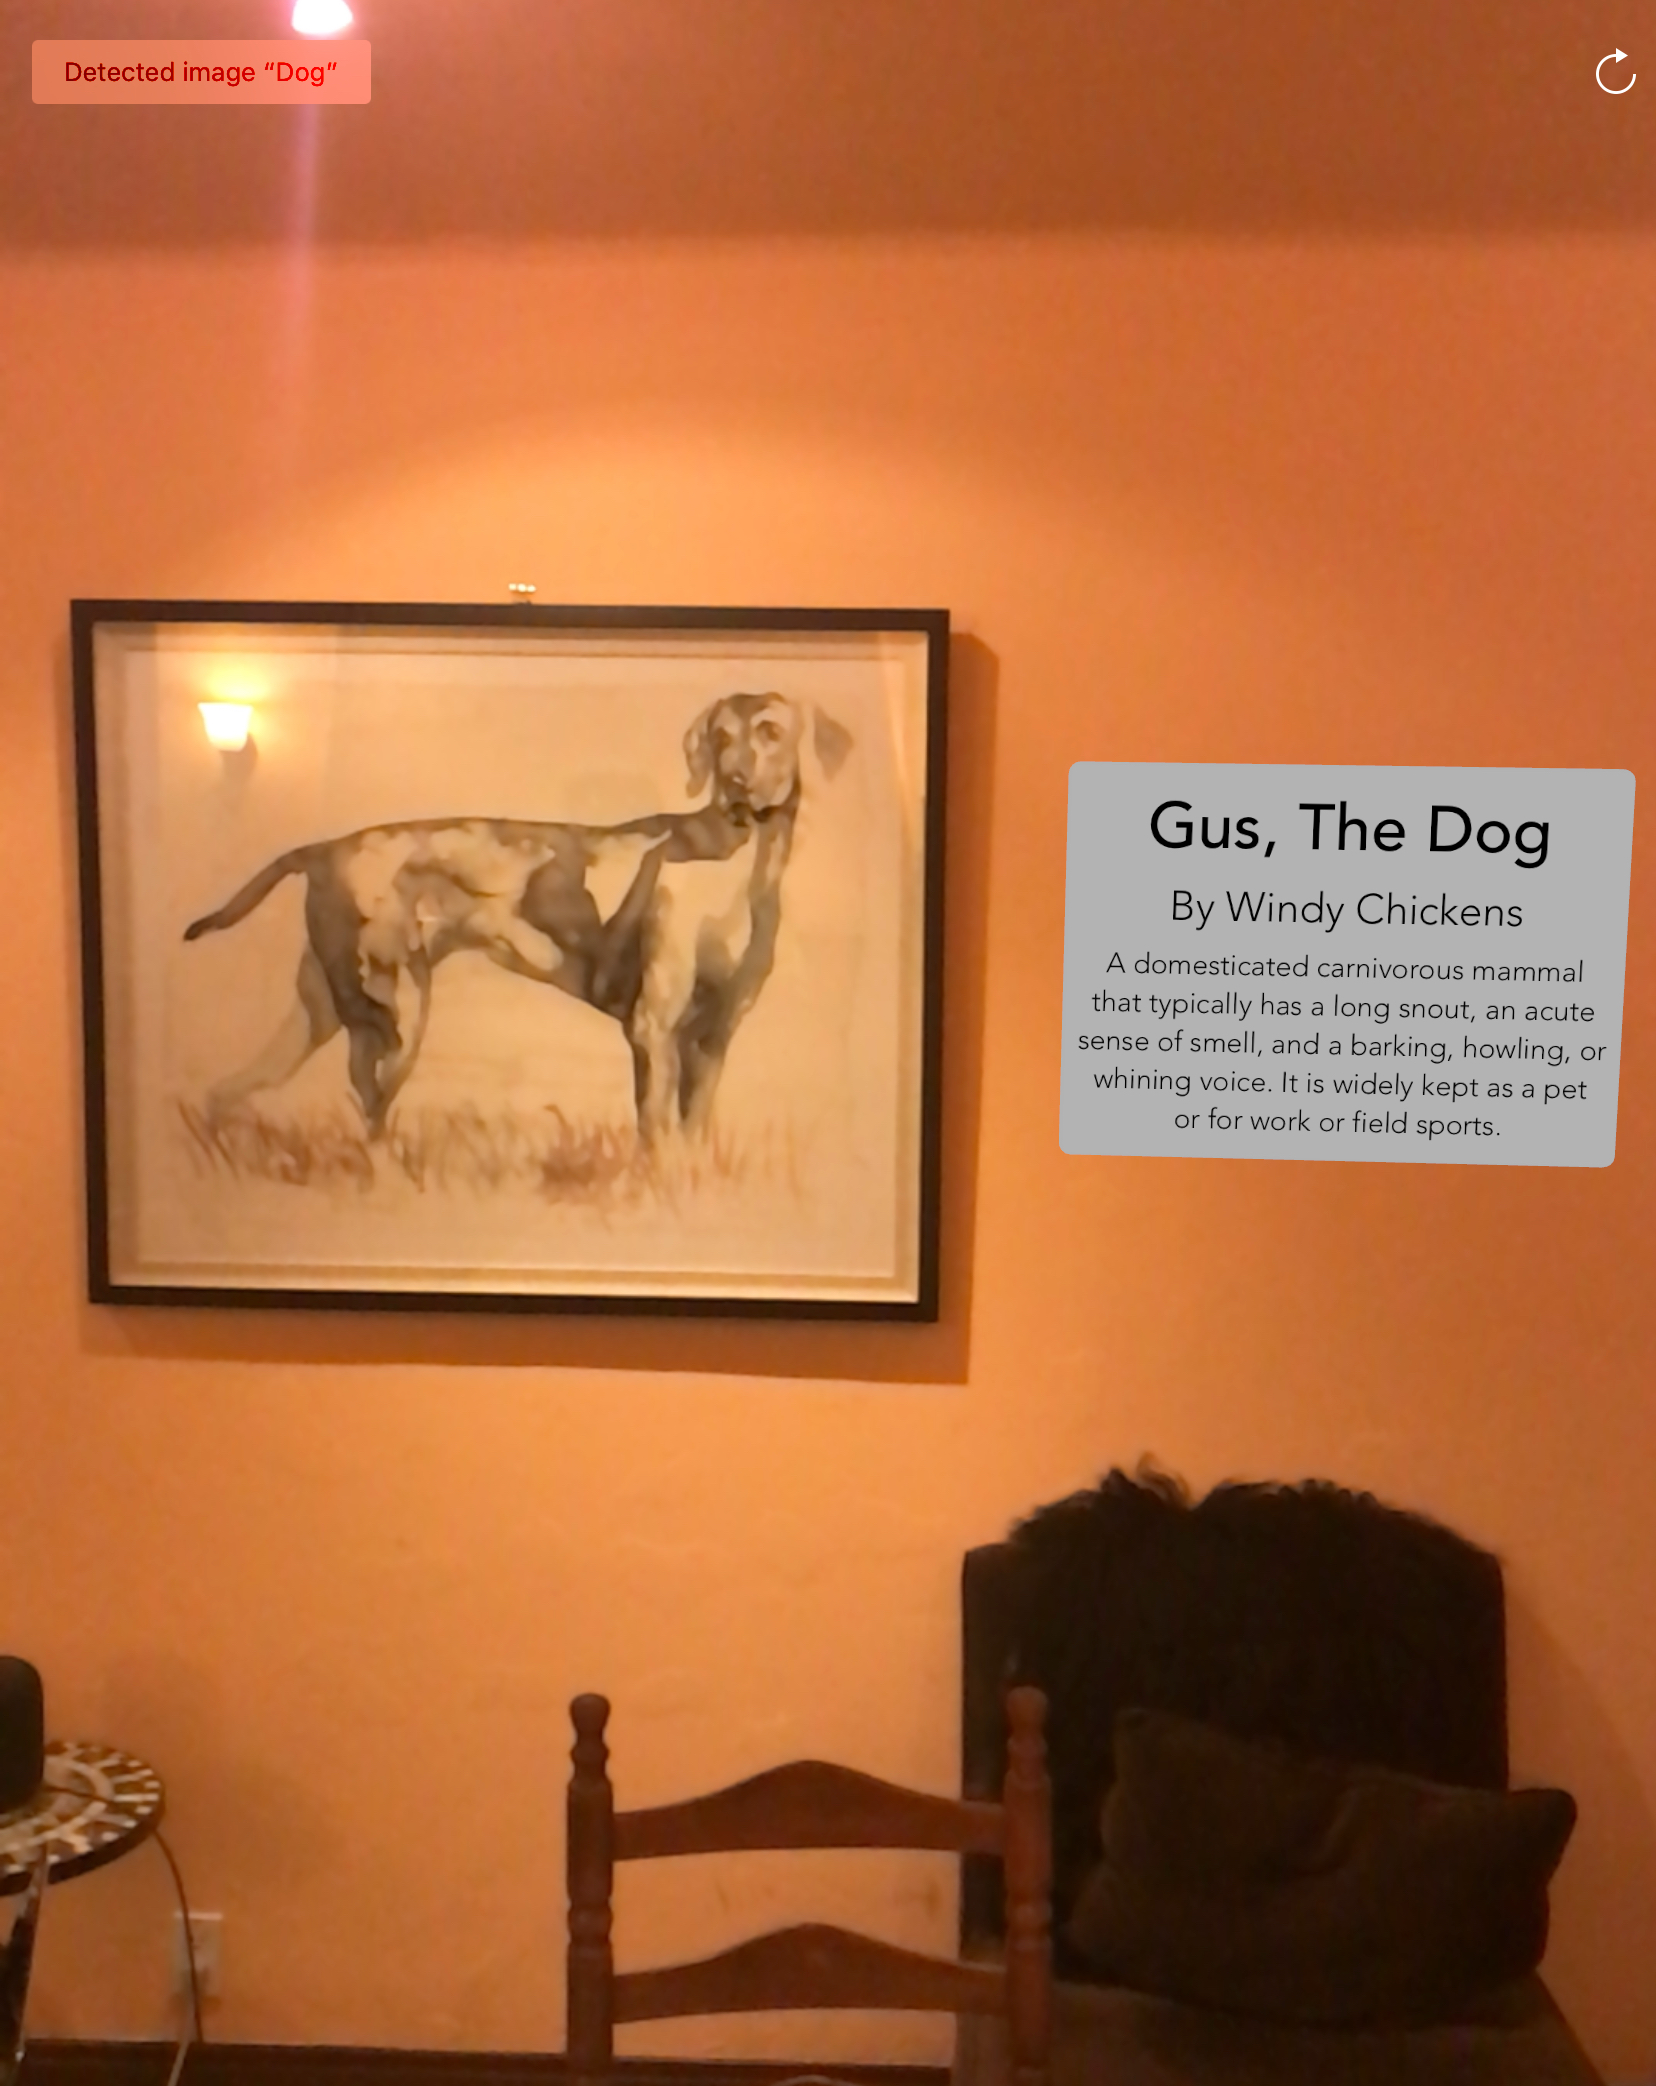 Detected image “Dog”
Gus, The Dog
By Windy Chickens
A domesticated carnivorous mammal
that typically has a long snout, an acute
sense of smell, and a barking, howling, or
whining voice. It is widely kept as a pet
or for work or field sports.